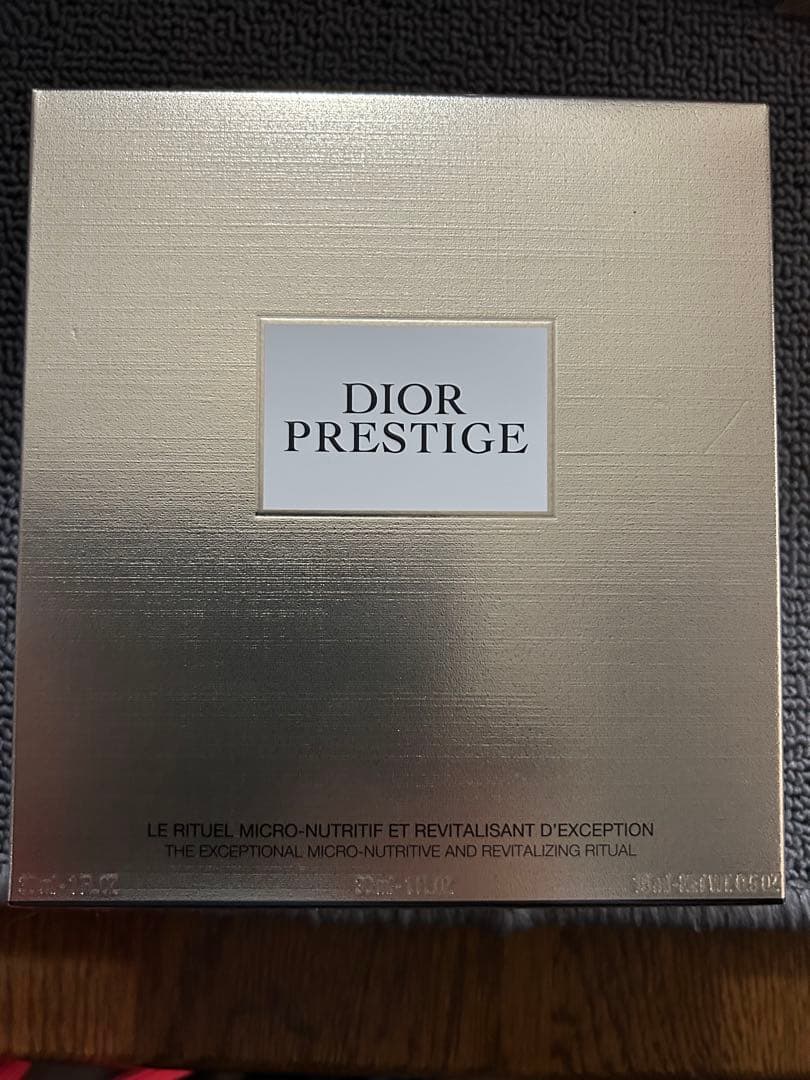 DIOR
PRESTIGE
LE RITUEL MICRO-NUTRITIF ET REVITALISANT D'EXCEPTION
THE EXCEPTIONAL MICRO-NUTRITIVE AND REVITALIZING RITUAL